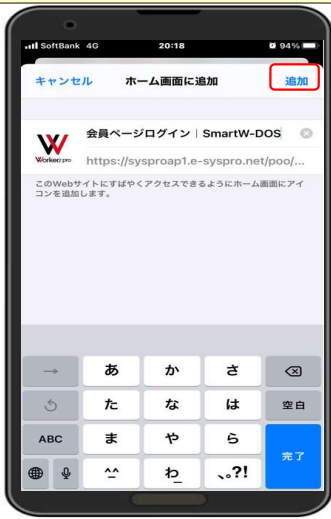 SoftBank 4G 20:18 94%
キャンセル ホーム画面に追加 追加
会員ページログイン | SmartW-DOS
Workerz pro
https://sysproap1.e-syspro.net/poo/...
このWebサイトにすばやくアクセスできるようにホーム画面にアイ
コンを追加します。
→ あ か さ
た な は 空白
ABC ま や ら
^^ わ_ 、。?! 完了